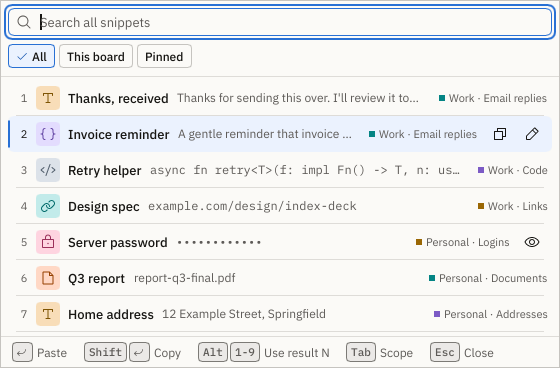 Search all snippets
All This board Pinned
1 T Thanks, received Thanks for sending this over. I'll review it to… Work · Email replies
2 { } Invoice reminder A gentle reminder that invoice … Work · Email replies
3 </> Retry helper async fn retry<T>(f: impl Fn() -> T, n: us… Work · Code
4 Design spec example.com/design/index-deck Work · Links
5 Server password •••••••••••• Personal · Logins
6 Q3 report report-q3-final.pdf Personal · Documents
7 T Home address 12 Example Street, Springfield Personal · Addresses
Paste Shift Copy Alt 1-9 Use result N Tab Scope Esc Close